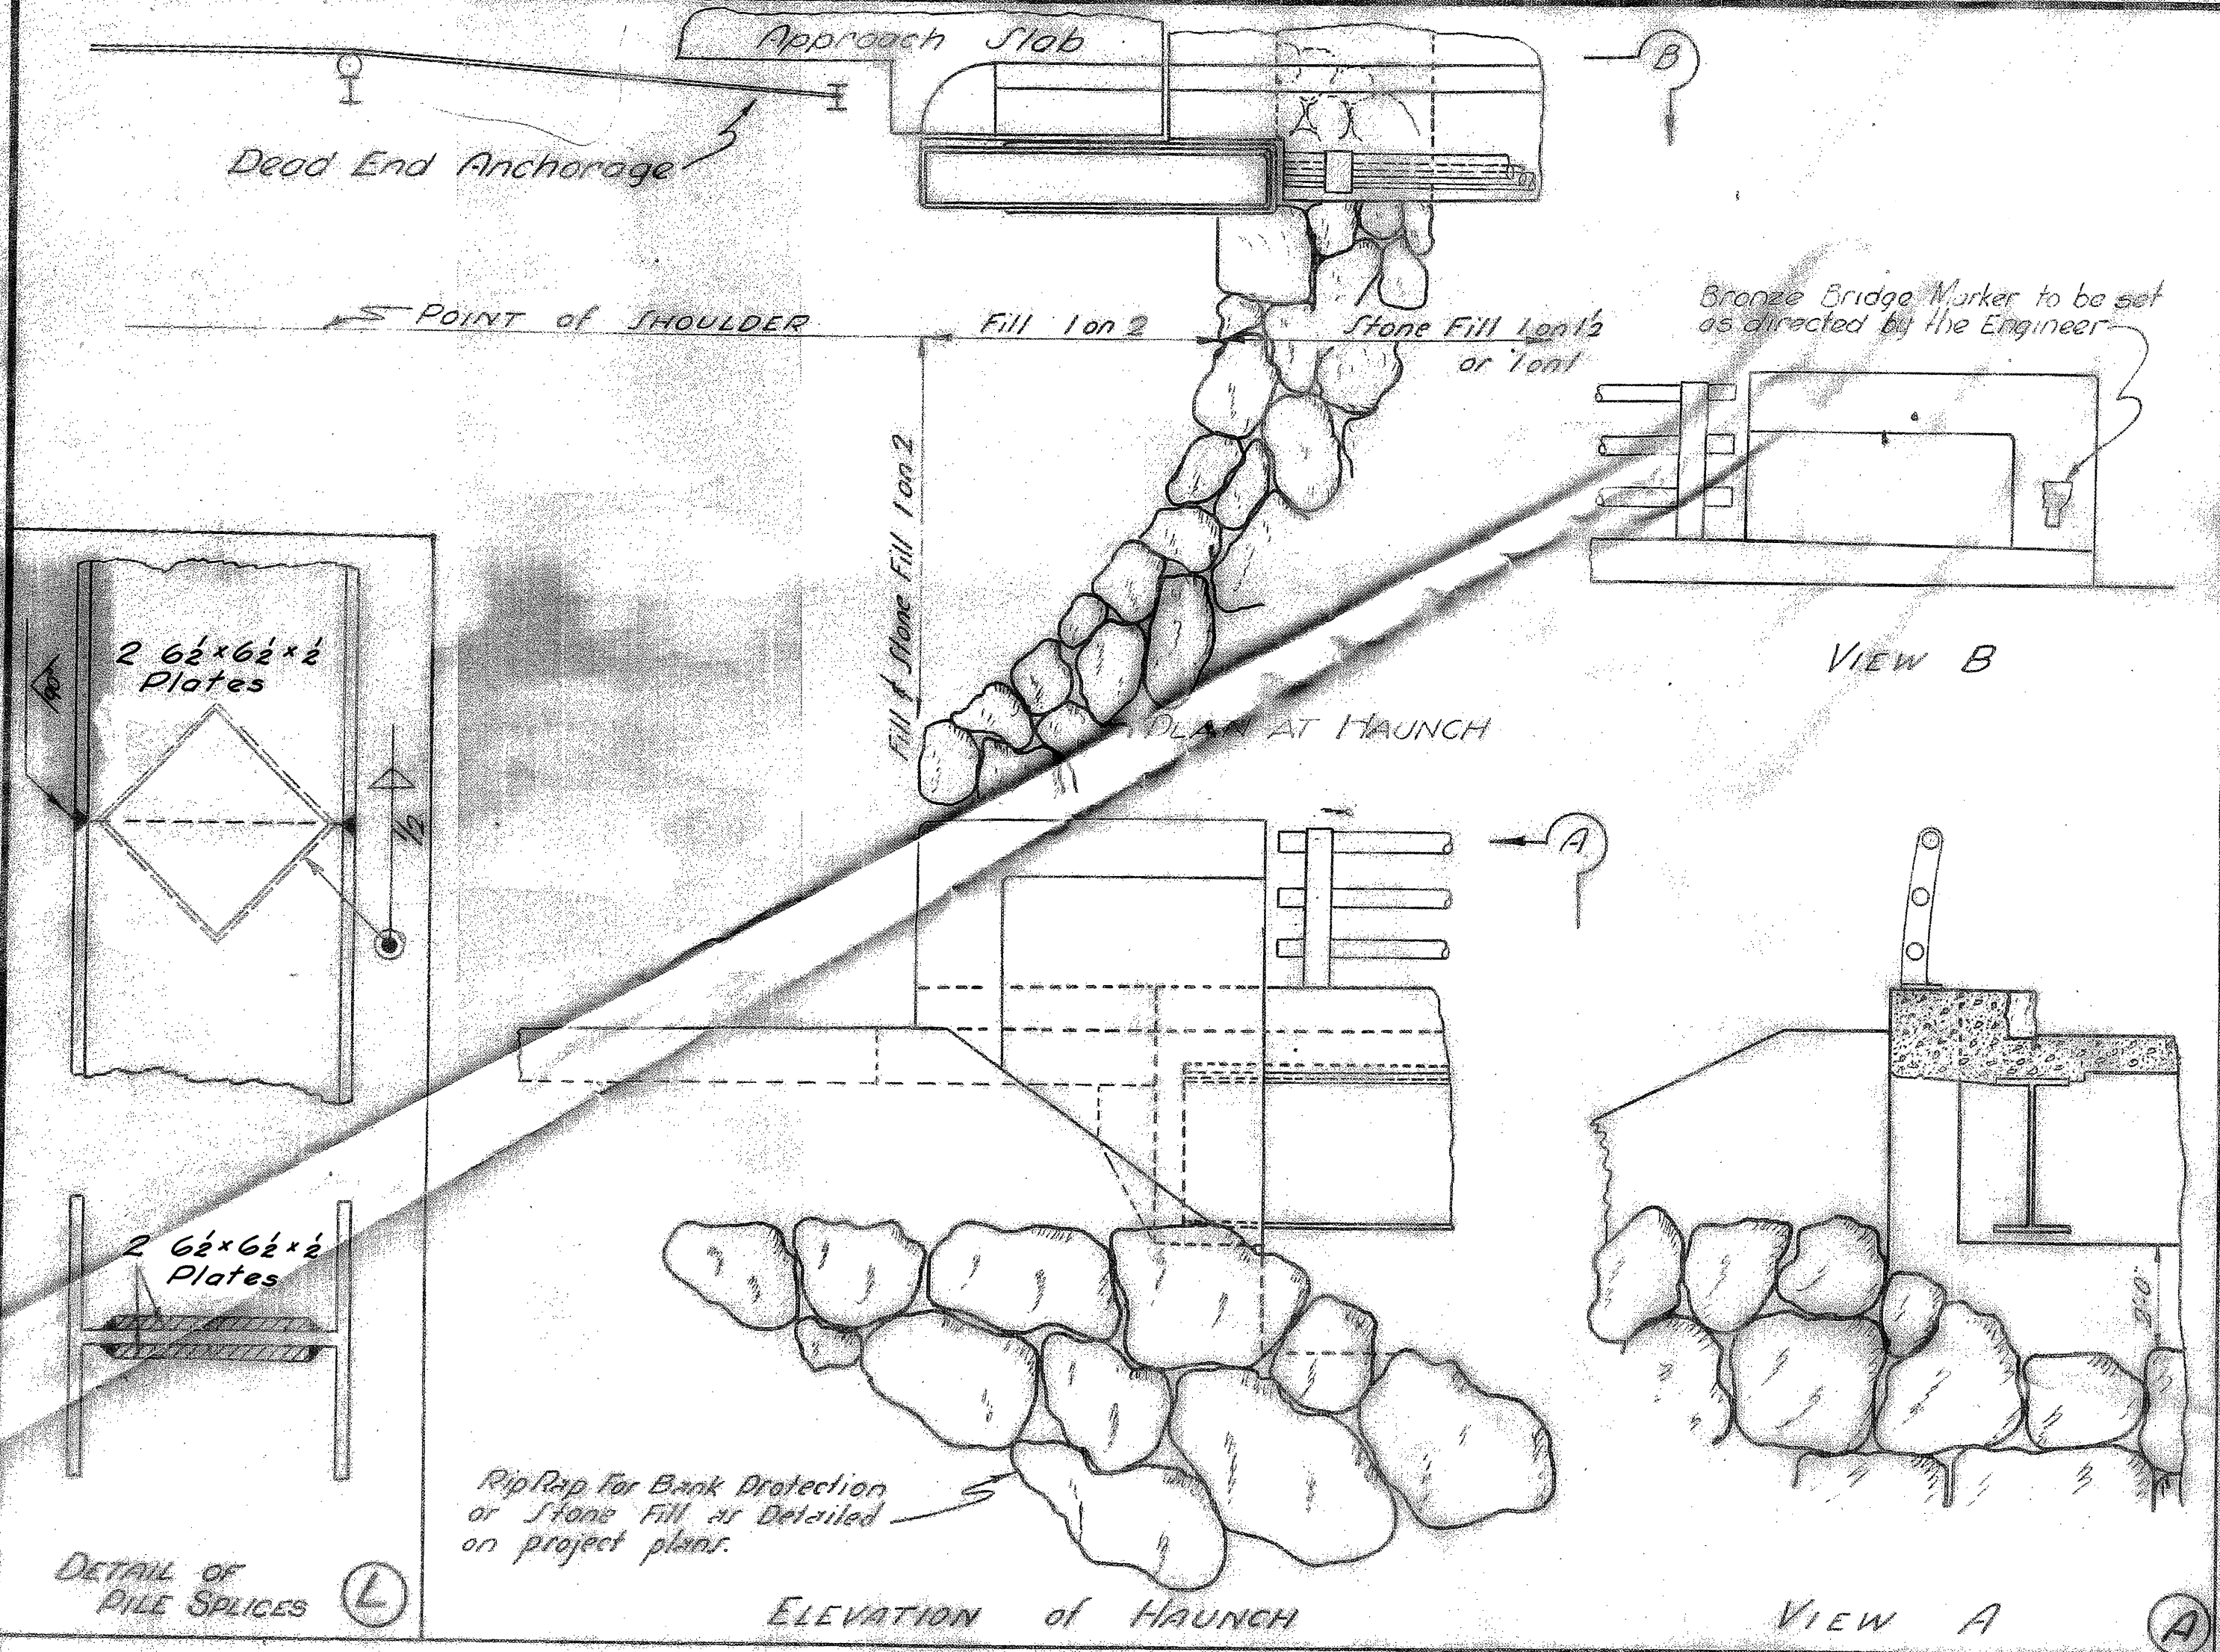 Approach Slab
B
Dead End Anchorage
POINT of SHOULDER
Fill 1 on 2
Stone Fill 1 on 1½
or 1 on 1
Bronze Bridge Marker to be set
as directed by the Engineer
Fill & Stone Fill 1 on 2
VIEW B
PLAN AT HAUNCH
2 6½ x 6½ x ½
Plates
90°
1/2
A
2 6½ x 6½ x ½
Plates
2'-0"
Rip Rap For Bank Protection
or Stone Fill as Detailed
on project plans.
DETAIL OF
PILE SPLICES
L
ELEVATION of HAUNCH
VIEW A
A